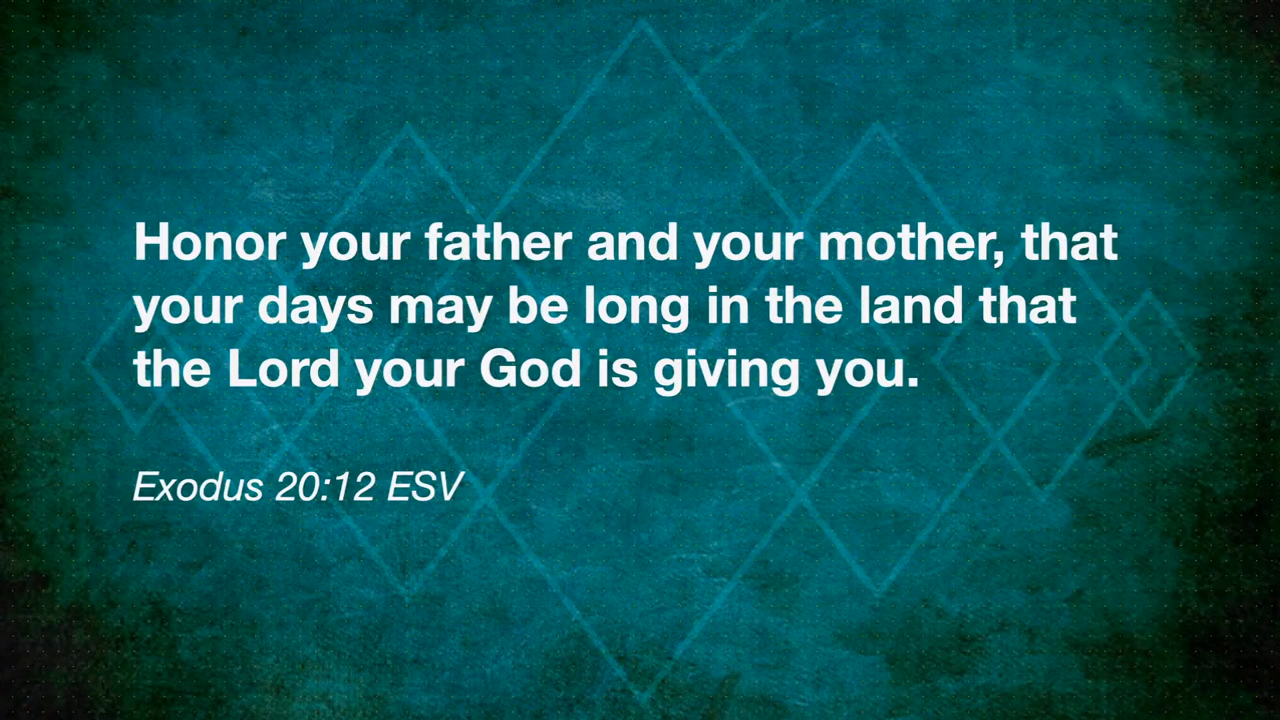 Honor your father and your mother, that
your days may be long in the land that
the Lord your God is giving you.
Exodus 20:12 ESV